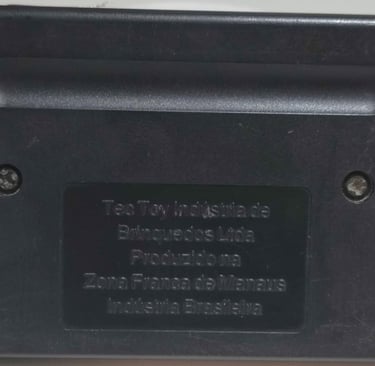 Tec Toy Indústria de
Brinquedos Ltda
Produzido na
Zona Franca de Manaus
Indústria Brasileira